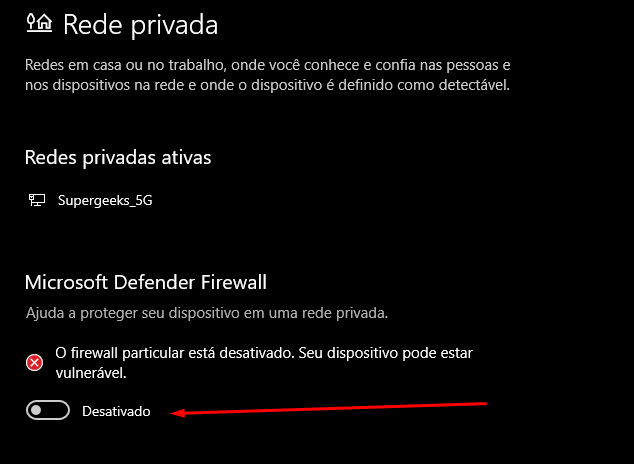 Rede privada
Redes em casa ou no trabalho, onde você conhece e confia nas pessoas e
nos dispositivos na rede e onde o dispositivo é definido como detectável.
Redes privadas ativas
Supergeeks_5G
Microsoft Defender Firewall
Ajuda a proteger seu dispositivo em uma rede privada.
O firewall particular está desativado. Seu dispositivo pode estar
vulnerável.
Desativado